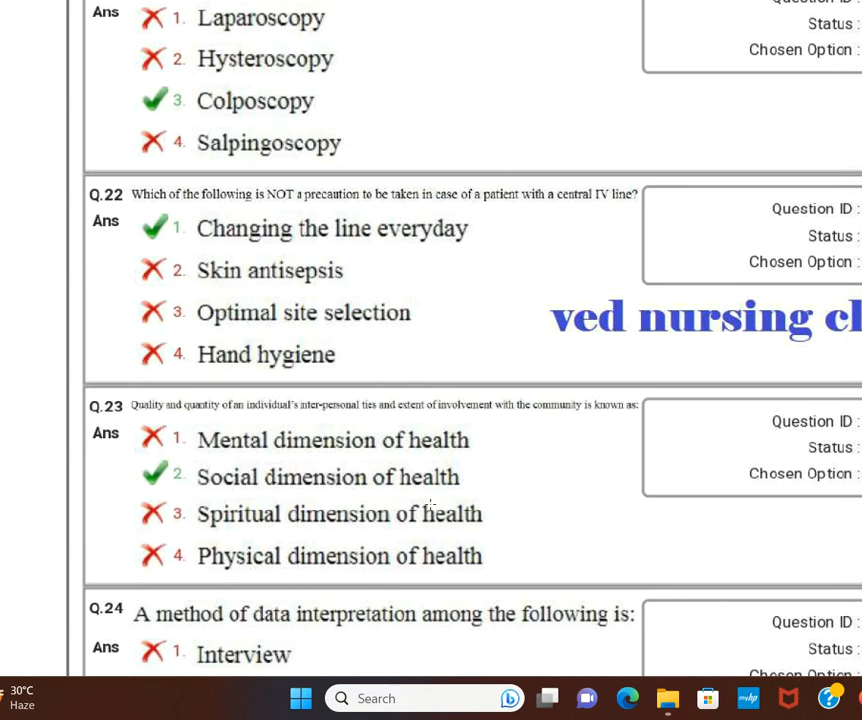 Ans
1. Laparoscopy
Status :
2. Hysteroscopy
Chosen Option :
3. Colposcopy
4. Salpingoscopy
Q.22 Which of the following is NOT a precaution to be taken in case of a patient with a central IV line?
Question ID :
Ans
1. Changing the line everyday
Status :
Chosen Option :
2. Skin antisepsis
3. Optimal site selection
ved nursing cl
4. Hand hygiene
Q.23 Quality and quantity of an individual's inter-personal ties and extent of involvement with the community is known as:
Question ID :
Ans
1. Mental dimension of health
Status :
2. Social dimension of health
Chosen Option :
3. Spiritual dimension of health
4. Physical dimension of health
Q.24 A method of data interpretation among the following is:
Question ID :
Ans
1. Interview
Status :
30°C
Haze
Search
myhp